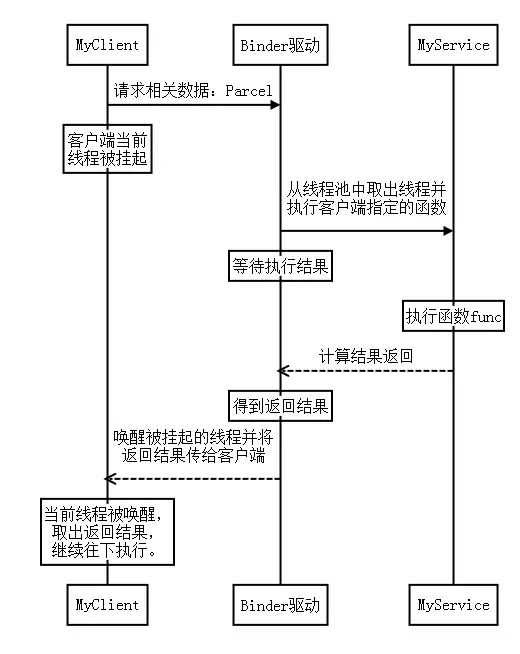 MyClient
Binder驱动
MyService
请求相关数据：Parcel
客户端当前
线程被挂起
从线程池中取出线程并
执行客户端指定的函数
等待执行结果
执行函数func
计算结果返回
得到返回结果
唤醒被挂起的线程并将
返回结果传给客户端
当前线程被唤醒，
取出返回结果，
继续往下执行。
MyClient
Binder驱动
MyService